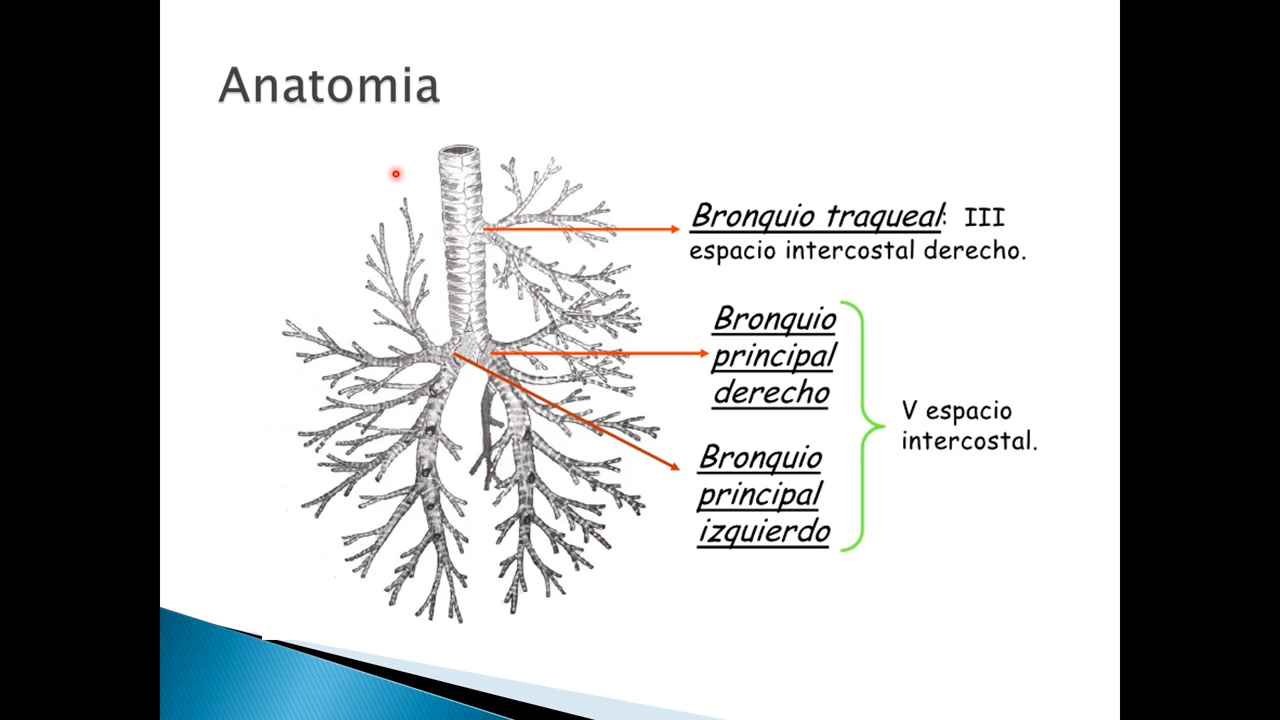 Anatomia
Bronquio traqueal: III
espacio intercostal derecho.
Bronquio
principal
derecho
V espacio
intercostal.
Bronquio
principal
izquierdo